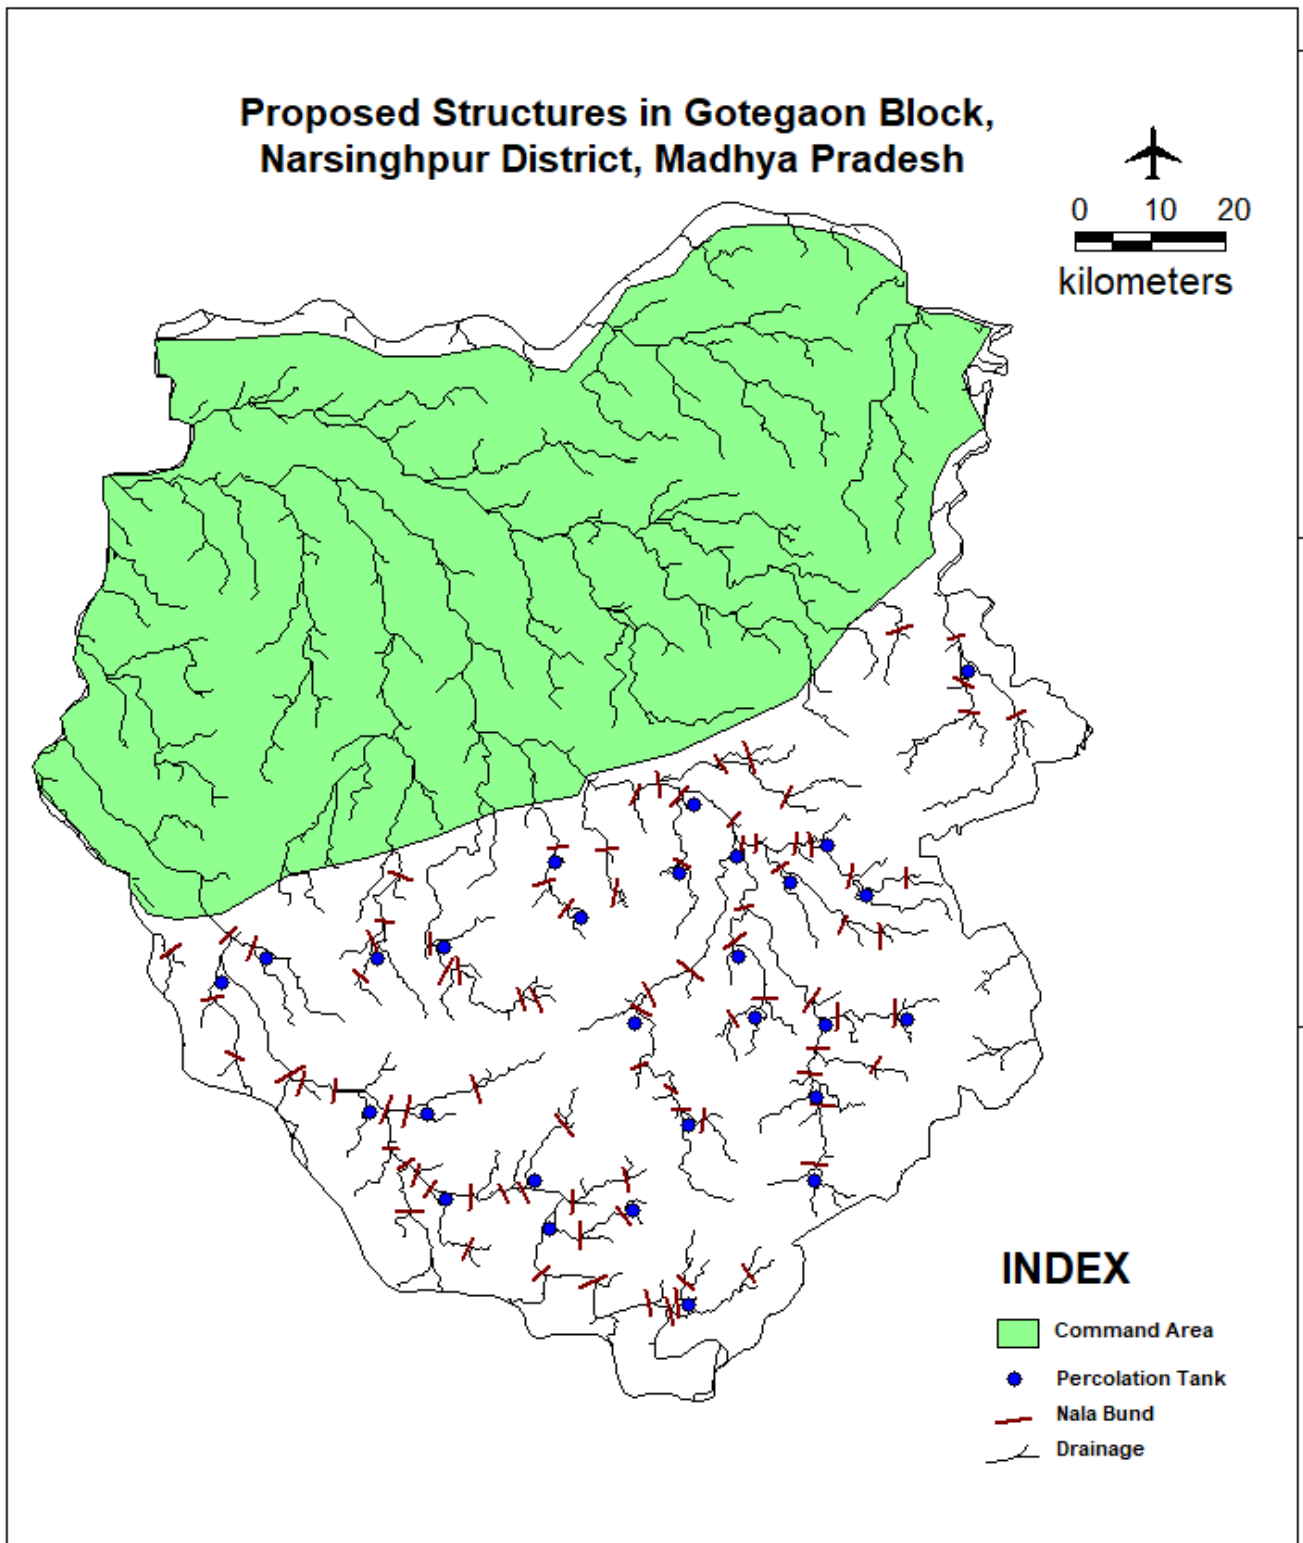 Proposed Structures in Gotegaon Block,
Narsinghpur District, Madhya Pradesh
0 10 20
kilometers
INDEX
Command Area
Percolation Tank
Nala Bund
Drainage